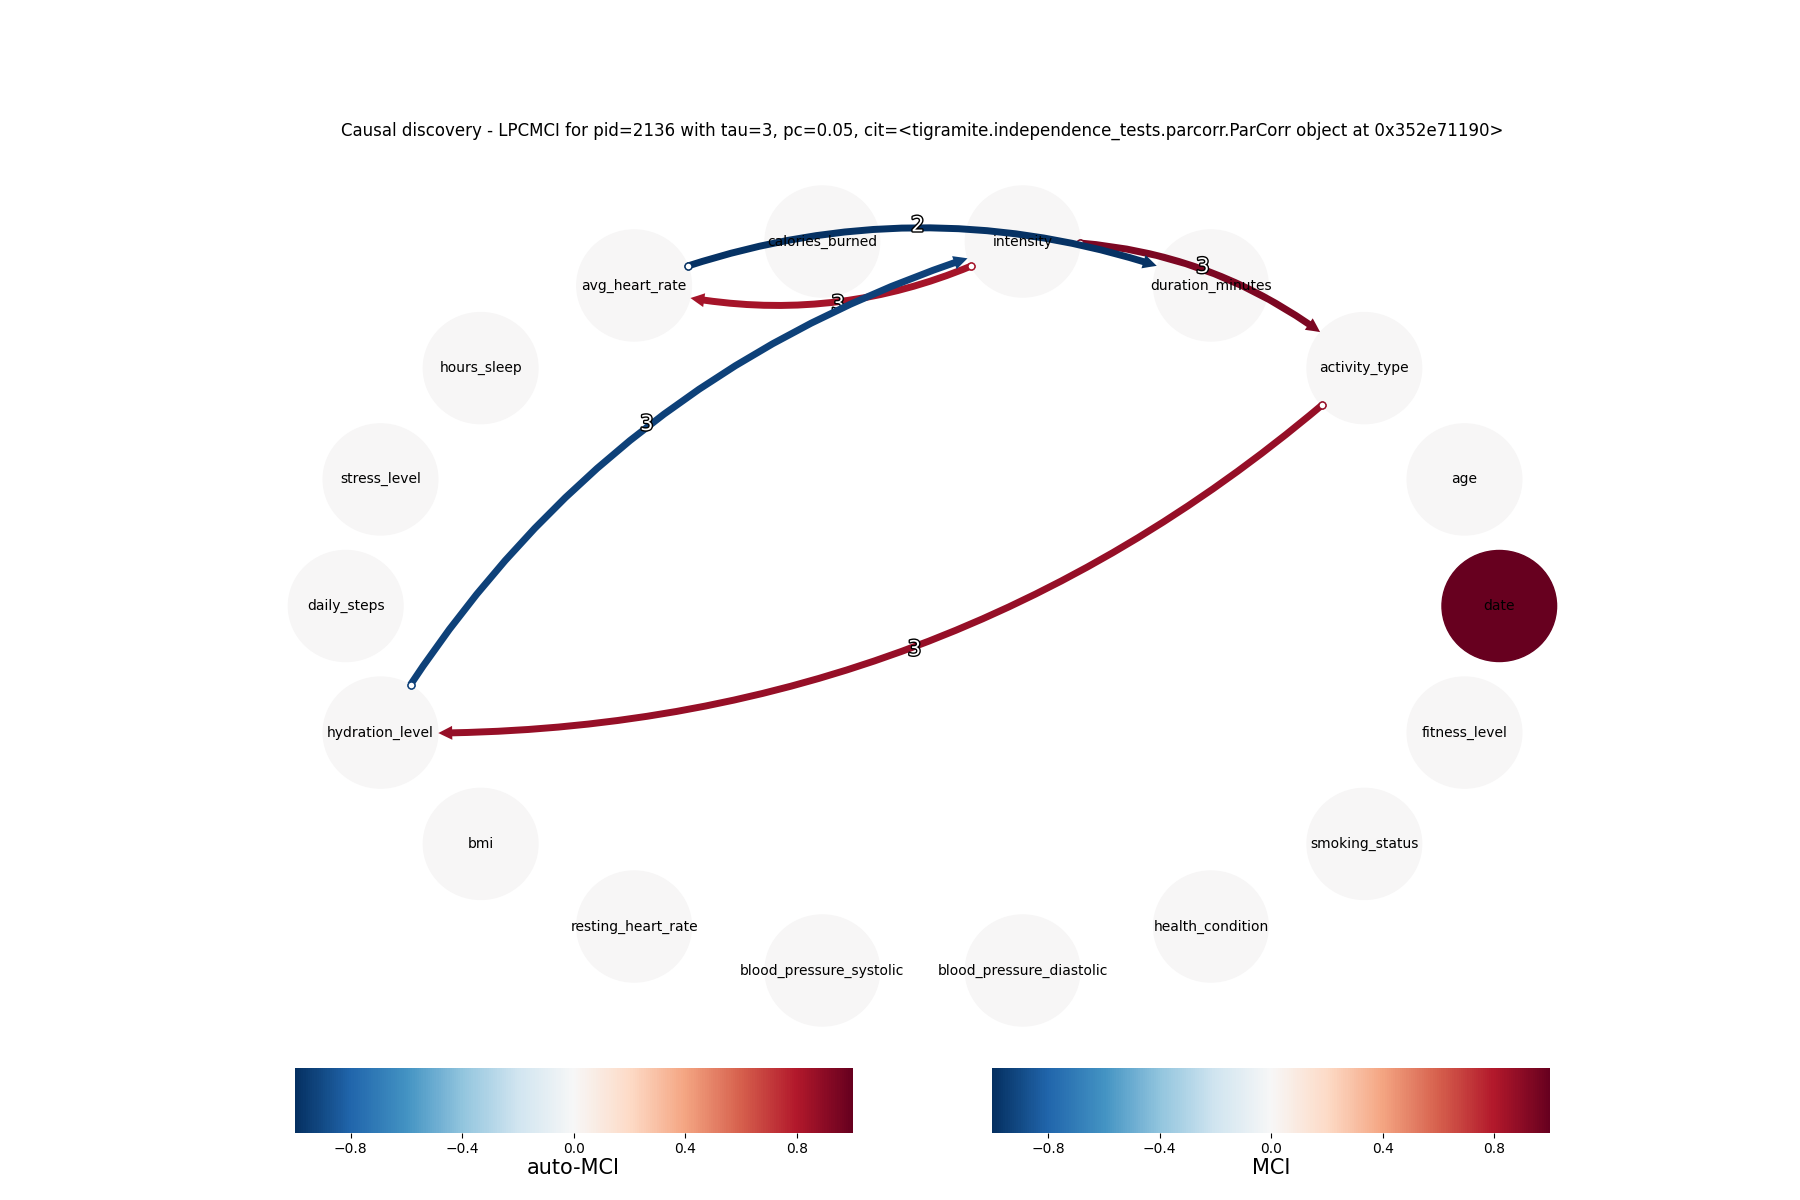 Causal discovery - LPCMCI for pid=2136 with tau=3, pc=0.05, cit=<tigramite.independence_tests.parcorr.ParCorr object at 0x352e71190>
2
calories_burned
intensity
3
avg_heart_rate
3
duration_minutes
hours_sleep
activity_type
3
stress_level
age
daily_steps
date
3
hydration_level
fitness_level
bmi
smoking_status
resting_heart_rate
health_condition
blood_pressure_systolic
blood_pressure_diastolic
−0.8 −0.4 0.0 0.4 0.8
auto-MCI
−0.8 −0.4 0.0 0.4 0.8
MCI